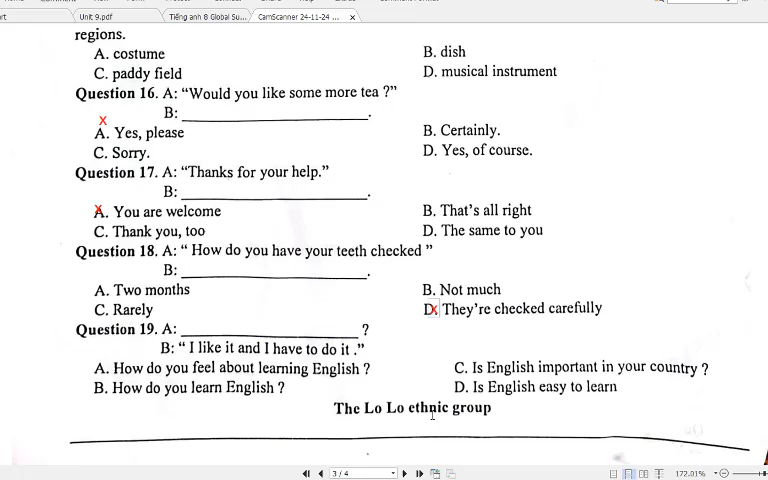 Unit 9.pdf
Tiếng anh 8 Global Su...
CamScanner 24-11-24 ...
regions.
A. costume
B. dish
C. paddy field
D. musical instrument
Question 16. A: “Would you like some more tea ?”
B: ____________________.
X
A. Yes, please
B. Certainly.
C. Sorry.
D. Yes, of course.
Question 17. A: “Thanks for your help.”
B: ____________________.
A. You are welcome
B. That's all right
C. Thank you, too
D. The same to you
Question 18. A: “ How do you have your teeth checked ”
B: ____________________.
A. Two months
B. Not much
C. Rarely
D. They're checked carefully
Question 19. A: ____________________ ?
B: “ I like it and I have to do it .”
A. How do you feel about learning English ?
C. Is English important in your country ?
B. How do you learn English ?
D. Is English easy to learn
The Lo Lo ethnic group
3 / 4
172.01%